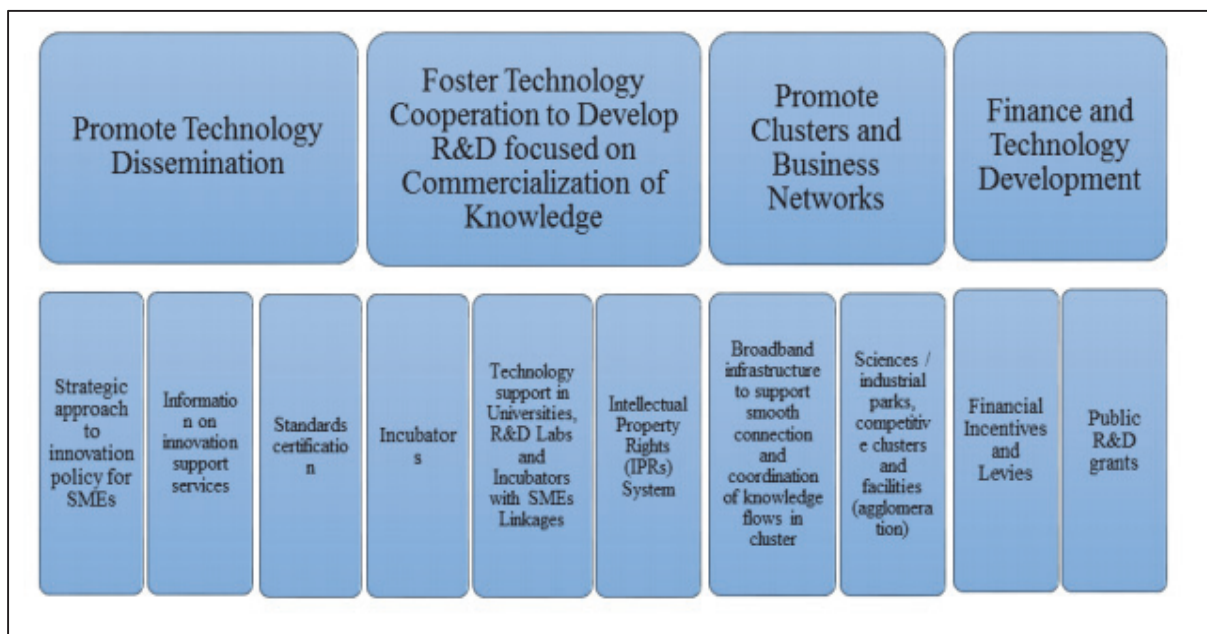 Promote Technology
Dissemination
Foster Technology
Cooperation to Develop
R&D focused on
Commercialization of
Knowledge
Promote
Clusters and
Business
Networks
Finance and
Technology
Development
Strategic
approach
to
innovation
policy for
SMEs
Informatio
n on
innovation
support
services
Standards
certificatio
n
Incubator
s
Technology
support in
Universities,
R&D Labs
and
Incubators
with SMEs
Linkages
Intellectual
Property
Rights
(IPRs)
System
Broadband
infrastructure
to support
smooth
connection
and
coordination
of knowledge
flows in
cluster
Sciences /
industrial
parks,
competitiv
e clusters
and
facilities
(agglomera
tion)
Financial
Incentives
and
Levies
Public
R&D
grants